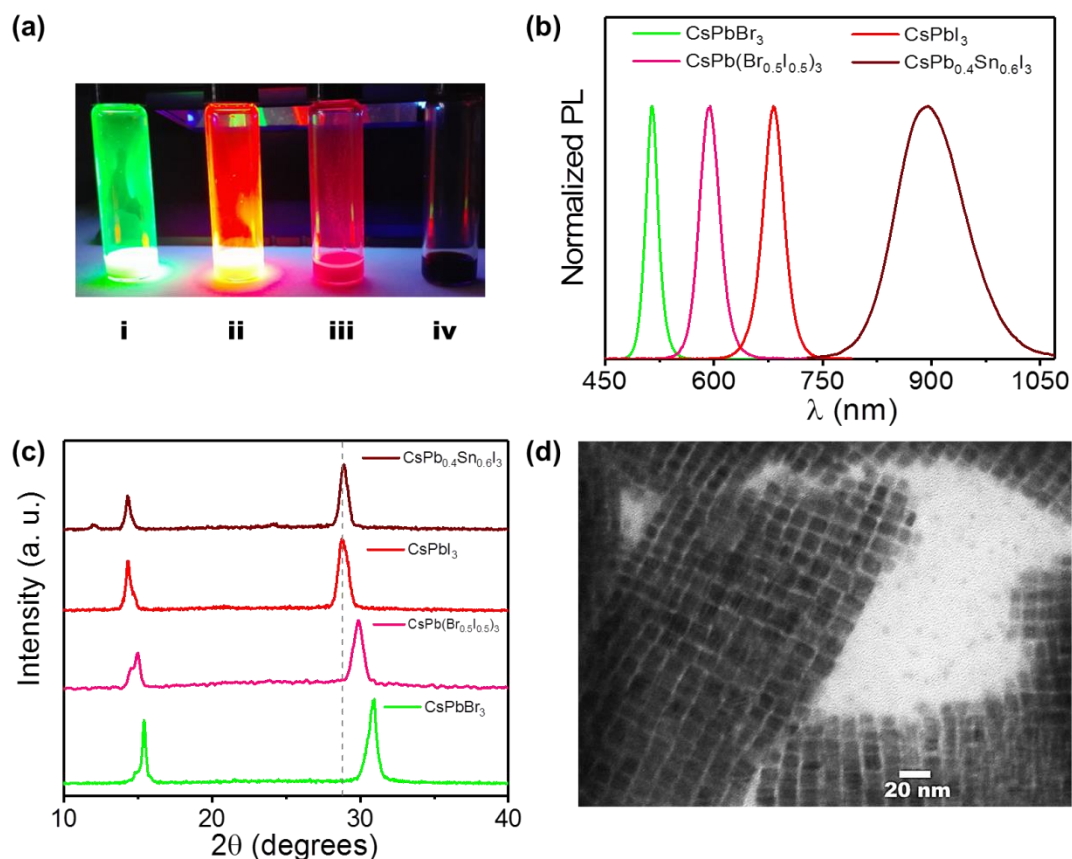 (a)
i ii iii iv
(b)
CsPbBr₃ CsPbI₃
CsPb(Br₀.₅I₀.₅)₃ CsPb₀.₄Sn₀.₆I₃
Normalized PL
450 600 750 900 1050
λ (nm)
(c)
CsPb₀.₄Sn₀.₆I₃
CsPbI₃
CsPb(Br₀.₅I₀.₅)₃
CsPbBr₃
Intensity (a. u.)
10 20 30 40
2θ (degrees)
(d)
20 nm